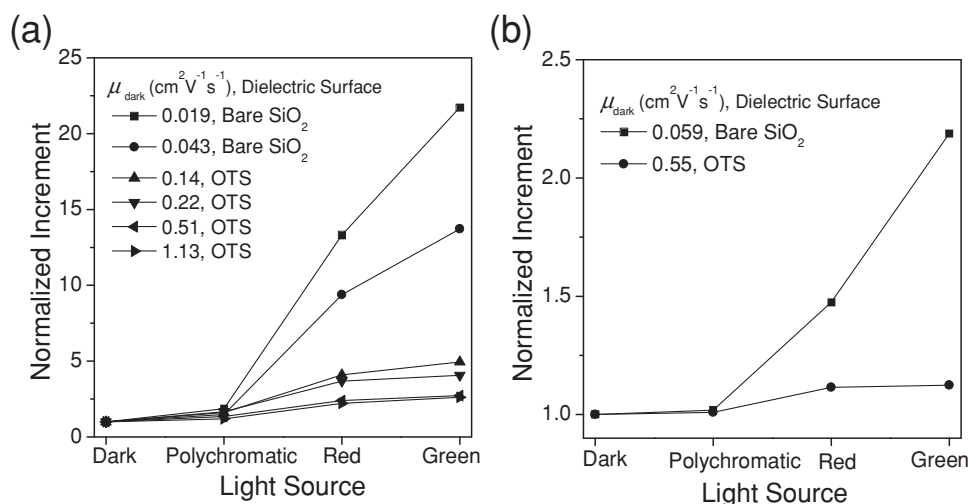 (a)
25
20
15
10
5
0
Normalized Increment
μdark (cm²V⁻¹s⁻¹), Dielectric Surface
0.019, Bare SiO₂
0.043, Bare SiO₂
0.14, OTS
0.22, OTS
0.51, OTS
1.13, OTS
Dark Polychromatic Red Green
Light Source
(b)
2.5
2.0
1.5
1.0
Normalized Increment
μdark (cm²V⁻¹s⁻¹), Dielectric Surface
0.059, Bare SiO₂
0.55, OTS
Dark Polychromatic Red Green
Light Source